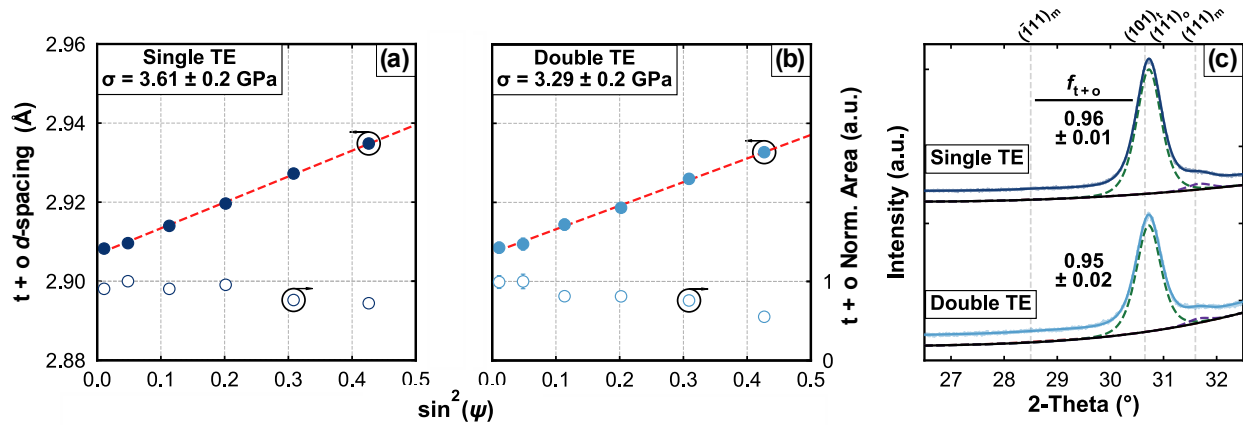 t + o d-spacing (Å)
2.96
2.94
2.92
2.90
2.88
Single TE
σ = 3.61 ± 0.2 GPa
(a)
0.0
0.1
0.2
0.3
0.4
0.5
Double TE
σ = 3.29 ± 0.2 GPa
(b)
0.0
0.1
0.2
0.3
0.4
0.5
1
0
t + o Norm. Area (a.u.)
sin²(ψ)
(1̄11)ₘ
(101)ₜ
(111)ₒ
(111)ₘ
(c)
fₜ₊ₒ
0.96
± 0.01
Single TE
0.95
± 0.02
Double TE
Intensity (a.u.)
27
28
29
30
31
32
2-Theta (°)